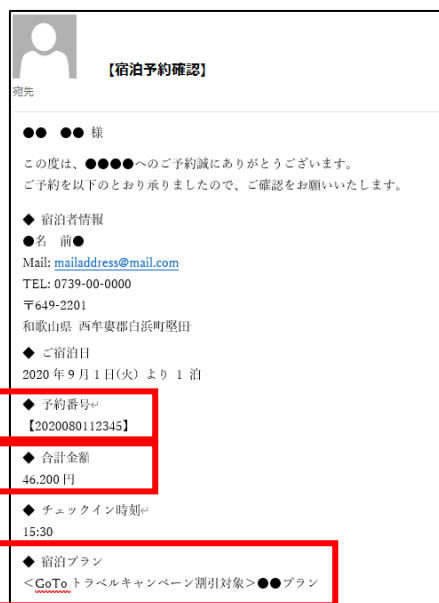 【宿泊予約確認】
宛先
●● ●● 様
この度は、●●●●へのご予約誠にありがとうございます。
ご予約を以下のとおり承りましたので、ご確認をお願いいたします。
◆ 宿泊者情報
●名 前●
Mail: mailaddress@mail.com
TEL: 0739-00-0000
〒649-2201
和歌山県 西牟婁郡白浜町堅田
◆ ご宿泊日
2020 年 9 月 1 日(火) より 1 泊
◆ 予約番号↵
【2020080112345】
◆ 合計金額
46,200 円
◆ チェックイン時刻↵
15:30
◆ 宿泊プラン
＜GoTo トラベルキャンペーン割引対象＞●●プラン